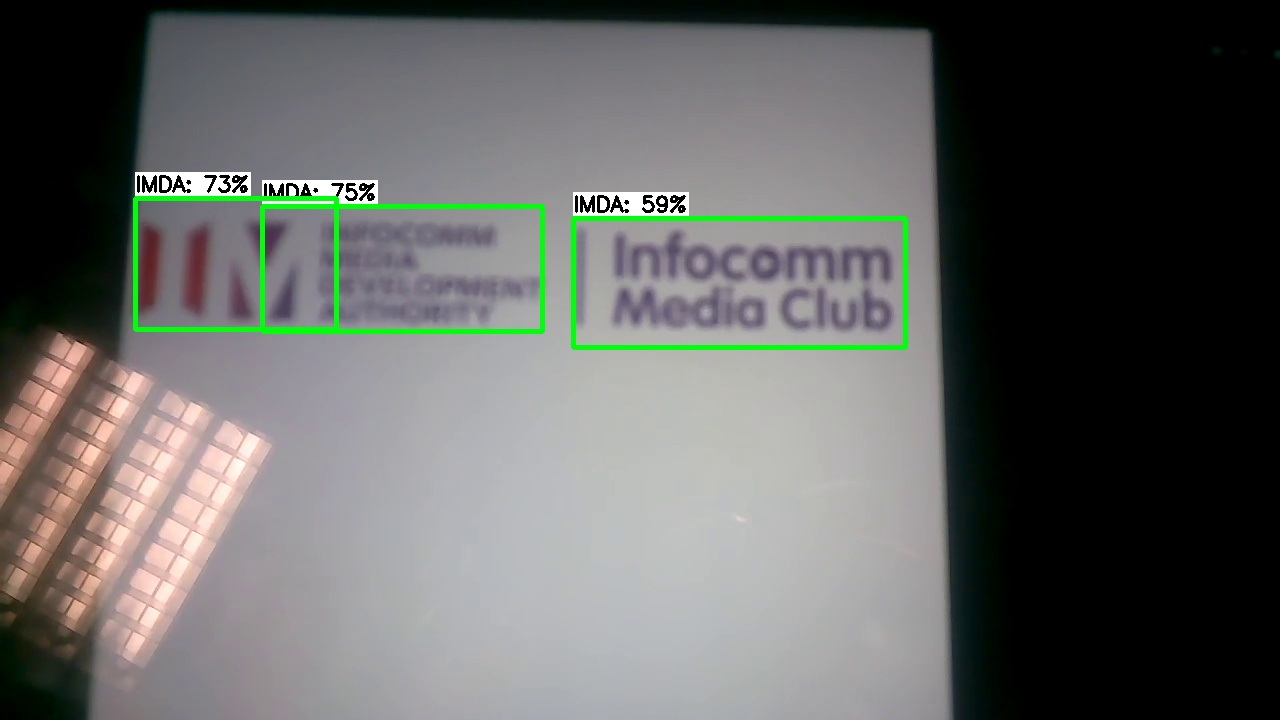 IMDA: 73%
IMDA: 75%
IMDA: 59%
M
INFOCOMM
MEDIA
DEVELOPMENT
AUTHORITY
Infocomm
Media Club